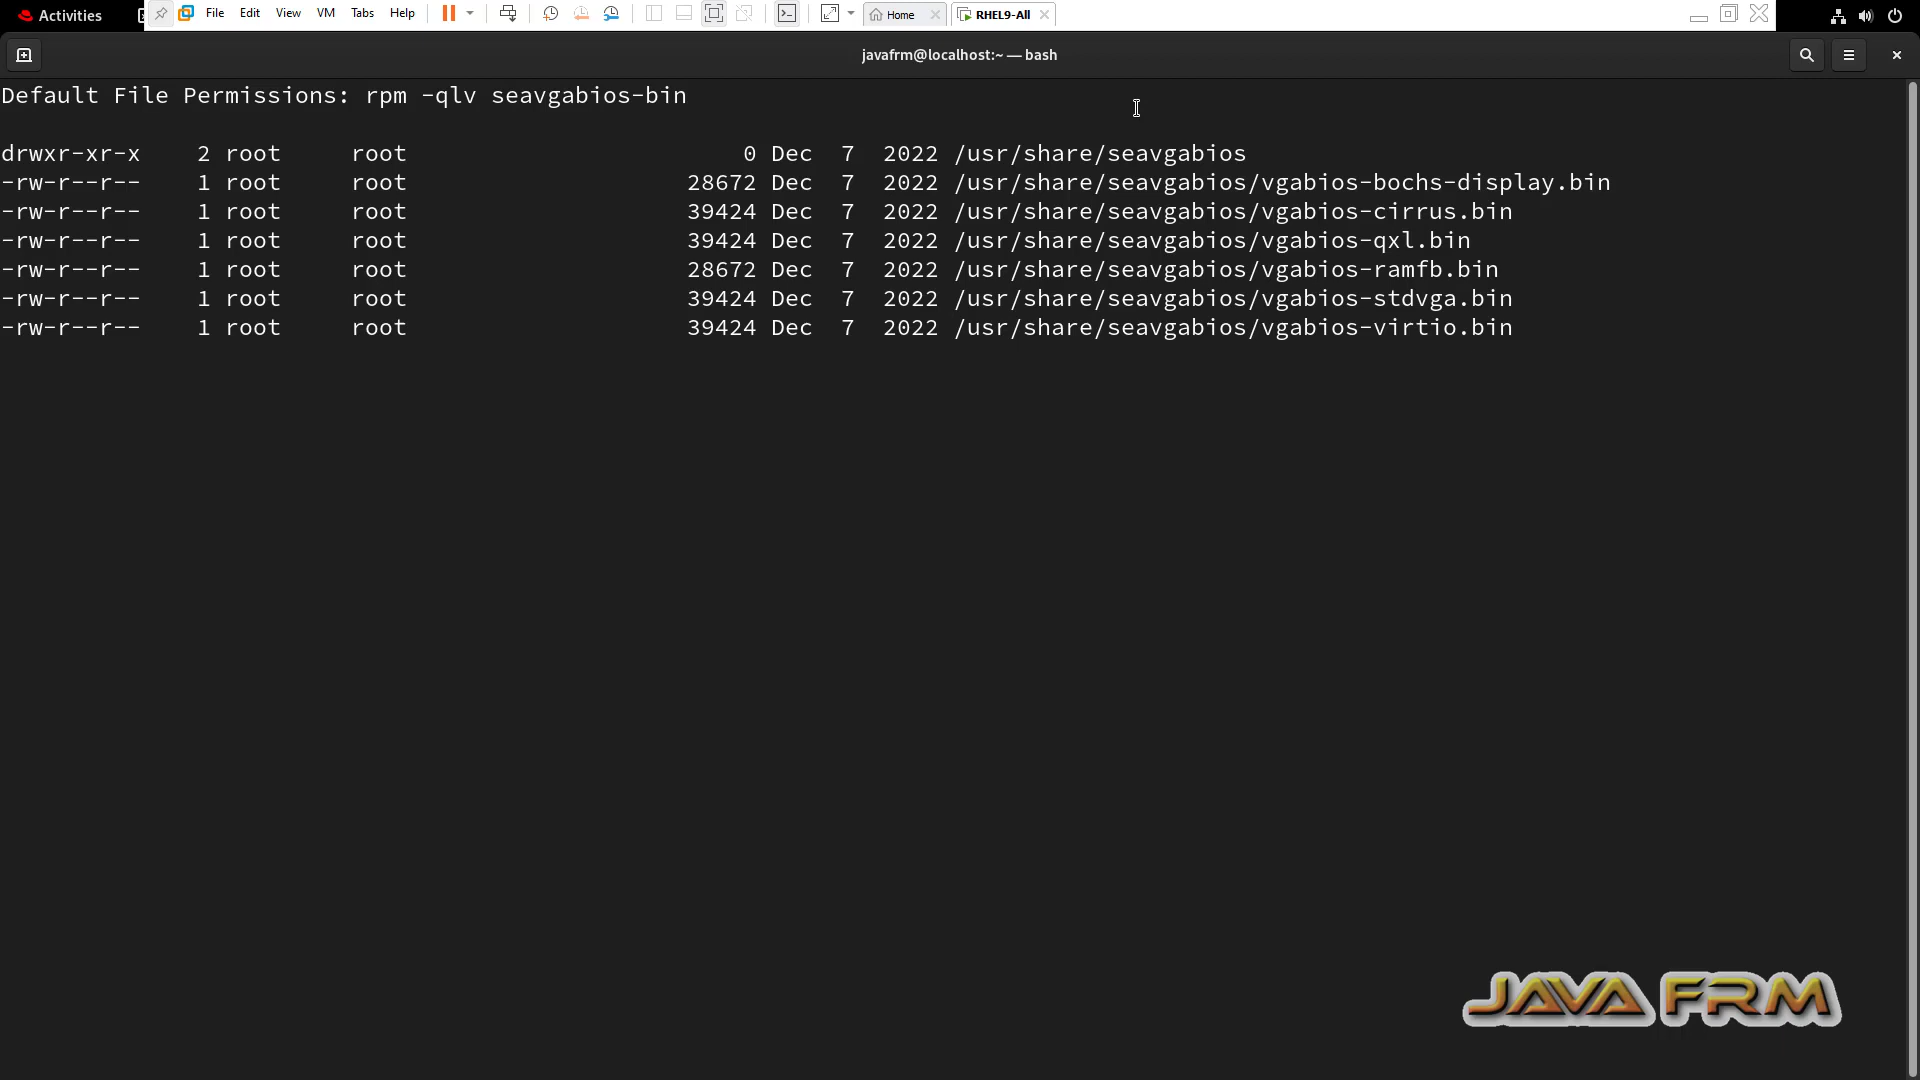 Activities File Edit View VM Tabs Help Home RHEL9-All
javafrm@localhost:~ — bash
Default File Permissions: rpm -qlv seavgabios-bin
drwxr-xr-x    2 root     root                        0 Dec  7  2022 /usr/share/seavgabios
-rw-r--r--    1 root     root                    28672 Dec  7  2022 /usr/share/seavgabios/vgabios-bochs-display.bin
-rw-r--r--    1 root     root                    39424 Dec  7  2022 /usr/share/seavgabios/vgabios-cirrus.bin
-rw-r--r--    1 root     root                    39424 Dec  7  2022 /usr/share/seavgabios/vgabios-qxl.bin
-rw-r--r--    1 root     root                    28672 Dec  7  2022 /usr/share/seavgabios/vgabios-ramfb.bin
-rw-r--r--    1 root     root                    39424 Dec  7  2022 /usr/share/seavgabios/vgabios-stdvga.bin
-rw-r--r--    1 root     root                    39424 Dec  7  2022 /usr/share/seavgabios/vgabios-virtio.bin
JAVA FRM